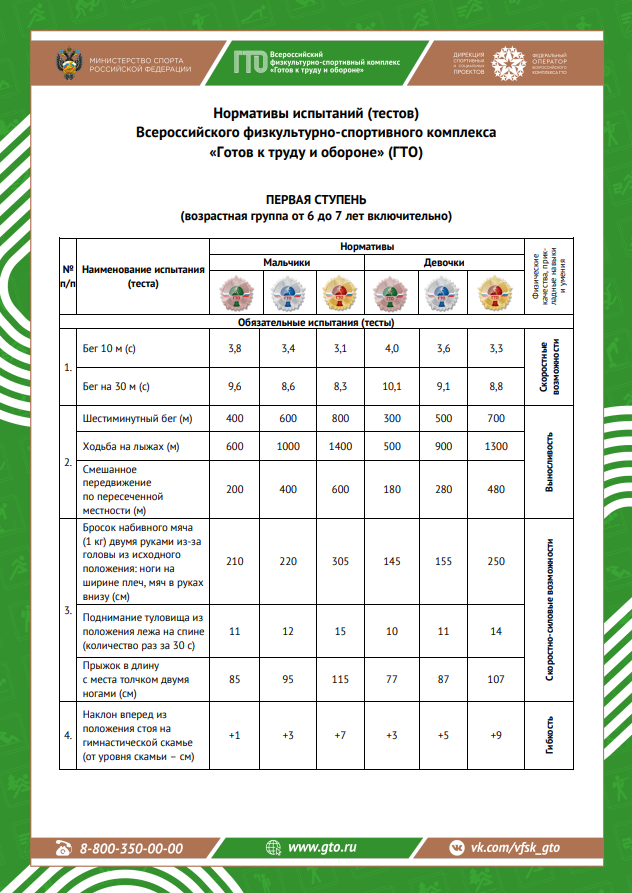 МИНИСТЕРСТВО СПОРТА
РОССИЙСКОЙ ФЕДЕРАЦИИ
ГТО
Всероссийский
физкультурно-спортивный комплекс
«Готов к труду и обороне»
ДИРЕКЦИЯ
СПОРТИВНЫХ
И СОЦИАЛЬНЫХ
ПРОЕКТОВ
ФЕДЕРАЛЬНЫЙ
ОПЕРАТОР
ВСЕРОССИЙСКОГО
КОМПЛЕКСА ГТО
Нормативы испытаний (тестов)
Всероссийского физкультурно-спортивного комплекса
«Готов к труду и обороне» (ГТО)
ПЕРВАЯ СТУПЕНЬ
(возрастная группа от 6 до 7 лет включительно)
№
п/п
Наименование испытания
(теста)
Нормативы
Мальчики Девочки
ГТО ГТО ГТО ГТО ГТО ГТО
Физические
качества, прик-
ладные навыки
и умения
Обязательные испытания (тесты)
1.
Бег 10 м (с) 3,8 3,4 3,1 4,0 3,6 3,3
Бег на 30 м (с) 9,6 8,6 8,3 10,1 9,1 8,8
Скоростные
возможности
2.
Шестиминутный бег (м) 400 600 800 300 500 700
Ходьба на лыжах (м) 600 1000 1400 500 900 1300
Смешанное
передвижение
по пересеченной
местности (м)
200 400 600 180 280 480
Выносливость
3.
Бросок набивного мяча
(1 кг) двумя руками из-за
головы из исходного
положения: ноги на
ширине плеч, мяч в руках
внизу (см)
210 220 305 145 155 250
Поднимание туловища из
положения лежа на спине
(количество раз за 30 с)
11 12 15 10 11 14
Прыжок в длину
с места толчком двумя
ногами (см)
85 95 115 77 87 107
Скоростно-силовые возможности
4.
Наклон вперед из
положения стоя на
гимнастической скамье
(от уровня скамьи – см)
+1 +3 +7 +3 +5 +9
Гибкость
8-800-350-00-00
www.gto.ru
vk.com/vfsk_gto